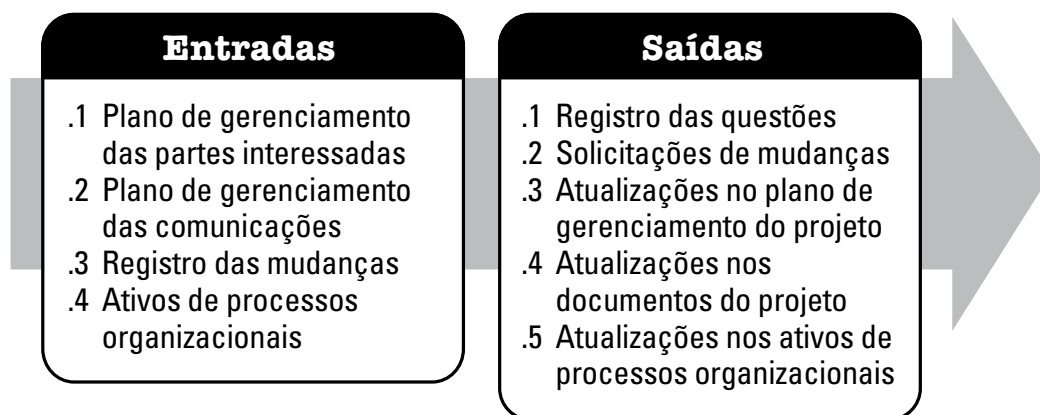 Entradas
.1 Plano de gerenciamento
das partes interessadas
.2 Plano de gerenciamento
das comunicações
.3 Registro das mudanças
.4 Ativos de processos
organizacionais
Saídas
.1 Registro das questões
.2 Solicitações de mudanças
.3 Atualizações no plano de
gerenciamento do projeto
.4 Atualizações nos
documentos do projeto
.5 Atualizações nos ativos de
processos organizacionais